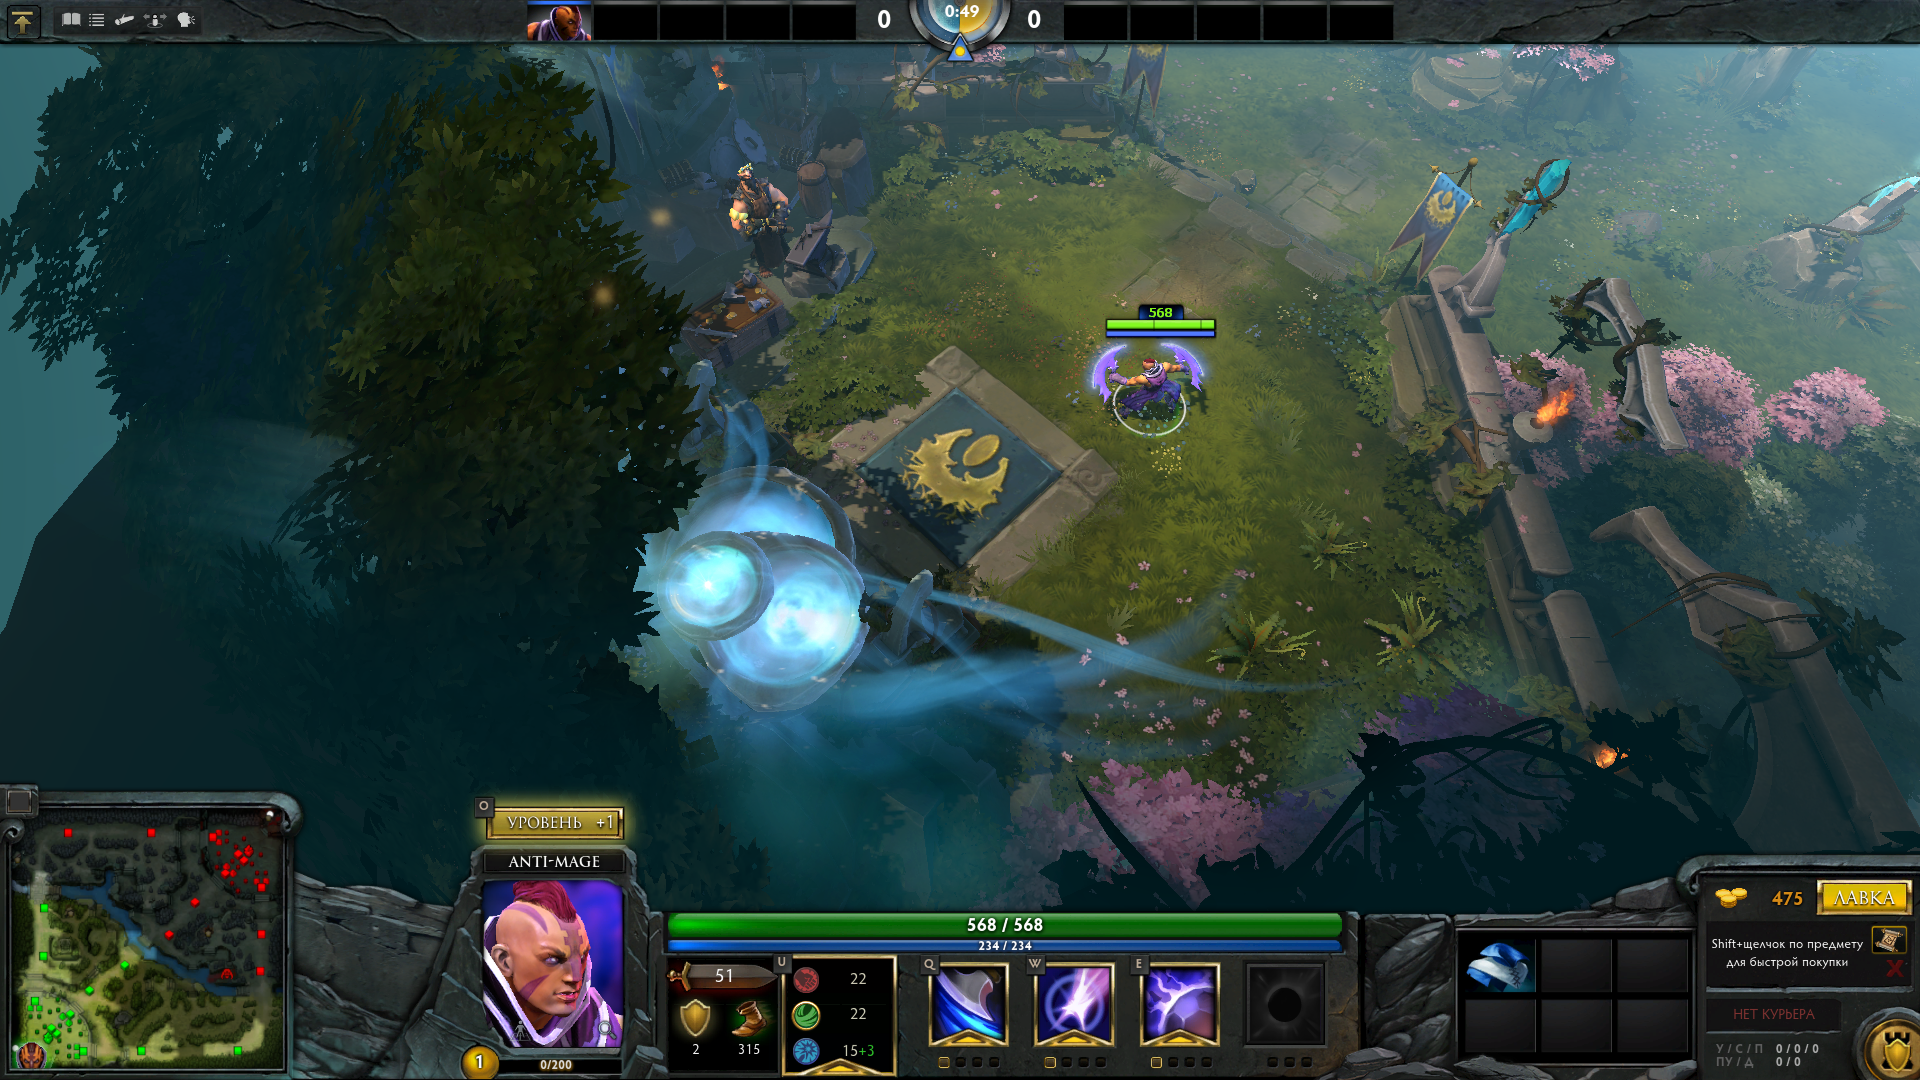 0
0:49
0
568
О
УРОВЕНЬ +1
ANTI-MAGE
1
0/200
568 / 568
234 / 234
51
2
315
U
22
22
15+3
Q
W
E
475
ЛАВКА
Shift+щелчок по предмету
для быстрой покупки
НЕТ КУРЬЕРА
У / С / П 0 / 0 / 0
ПУ / Д 0 / 0